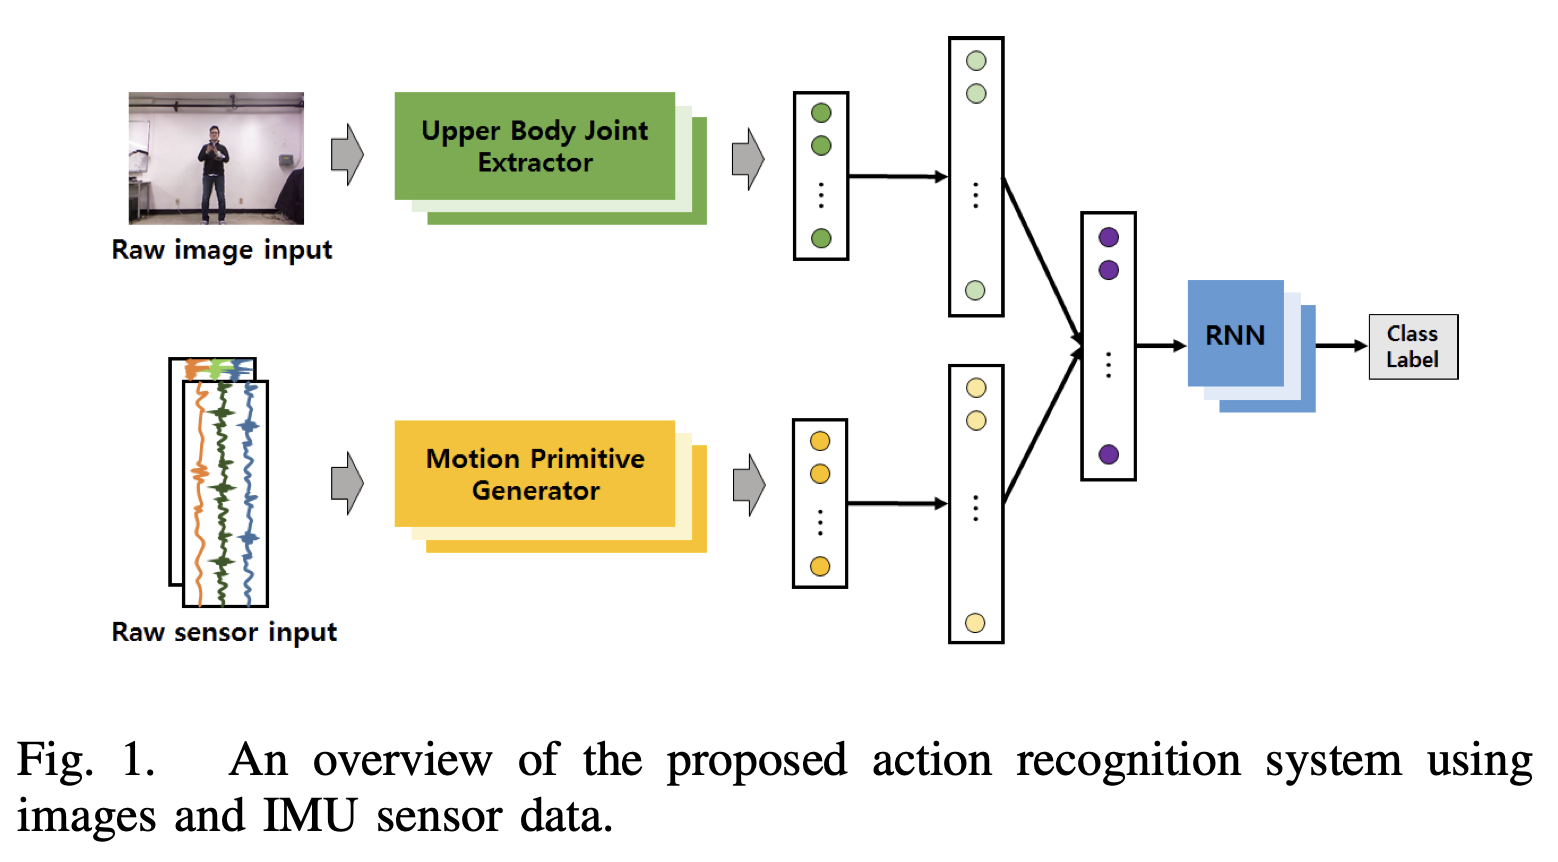 Upper Body Joint
Extractor
Raw image input
Motion Primitive
Generator
Raw sensor input
RNN
Class
Label
Fig. 1. An overview of the proposed action recognition system using
images and IMU sensor data.